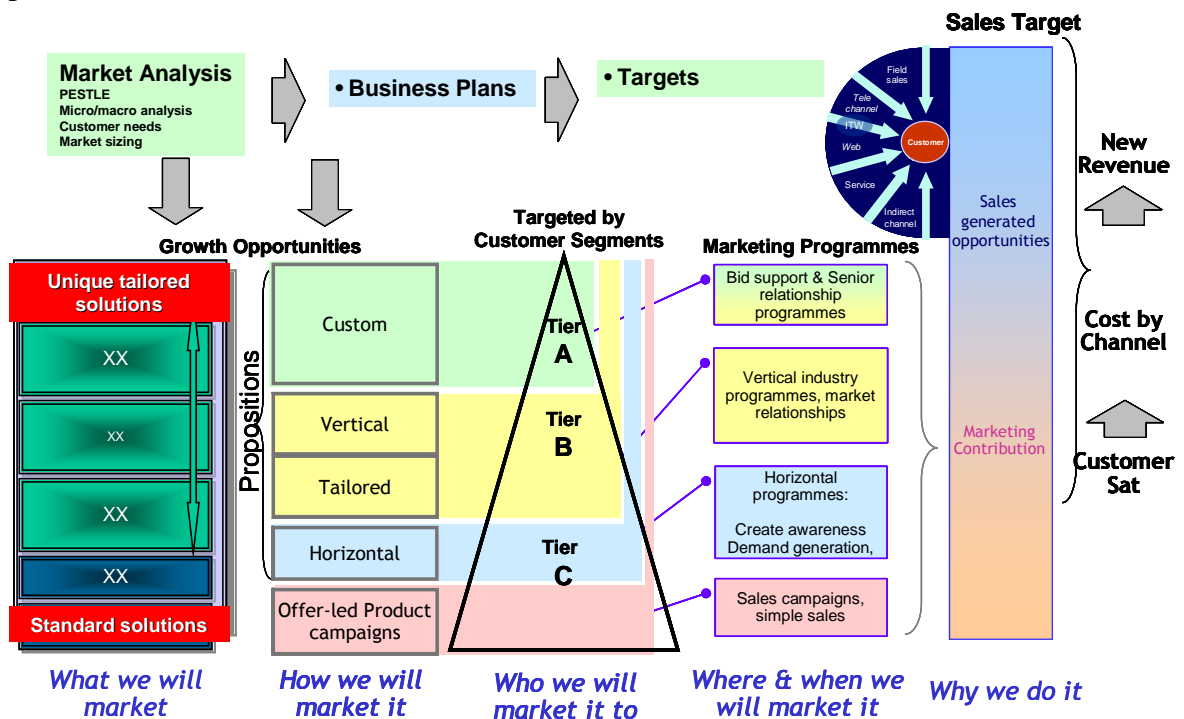 Sales Target
Market Analysis
PESTLE
Micro/macro analysis
Customer needs
Market sizing
• Business Plans
• Targets
Field
sales
Tele
channel
ITW
Web
Service
Indirect
channel
Customer
New
Revenue
Cost by
Channel
Customer
Sat
Sales
generated
opportunities
Marketing
Contribution
Growth Opportunities
Targeted by
Customer Segments
Marketing Programmes
Unique tailored
solutions
XX
XX
XX
XX
Standard solutions
Propositions
Custom
Vertical
Tailored
Horizontal
Offer-led Product
campaigns
Tier
A
Tier
B
Tier
C
Bid support & Senior
relationship
programmes
Vertical industry
programmes, market
relationships
Horizontal
programmes:
Create awareness
Demand generation,
Sales campaigns,
simple sales
What we will
market
How we will
market it
Who we will
market it to
Where & when we
will market it
Why we do it